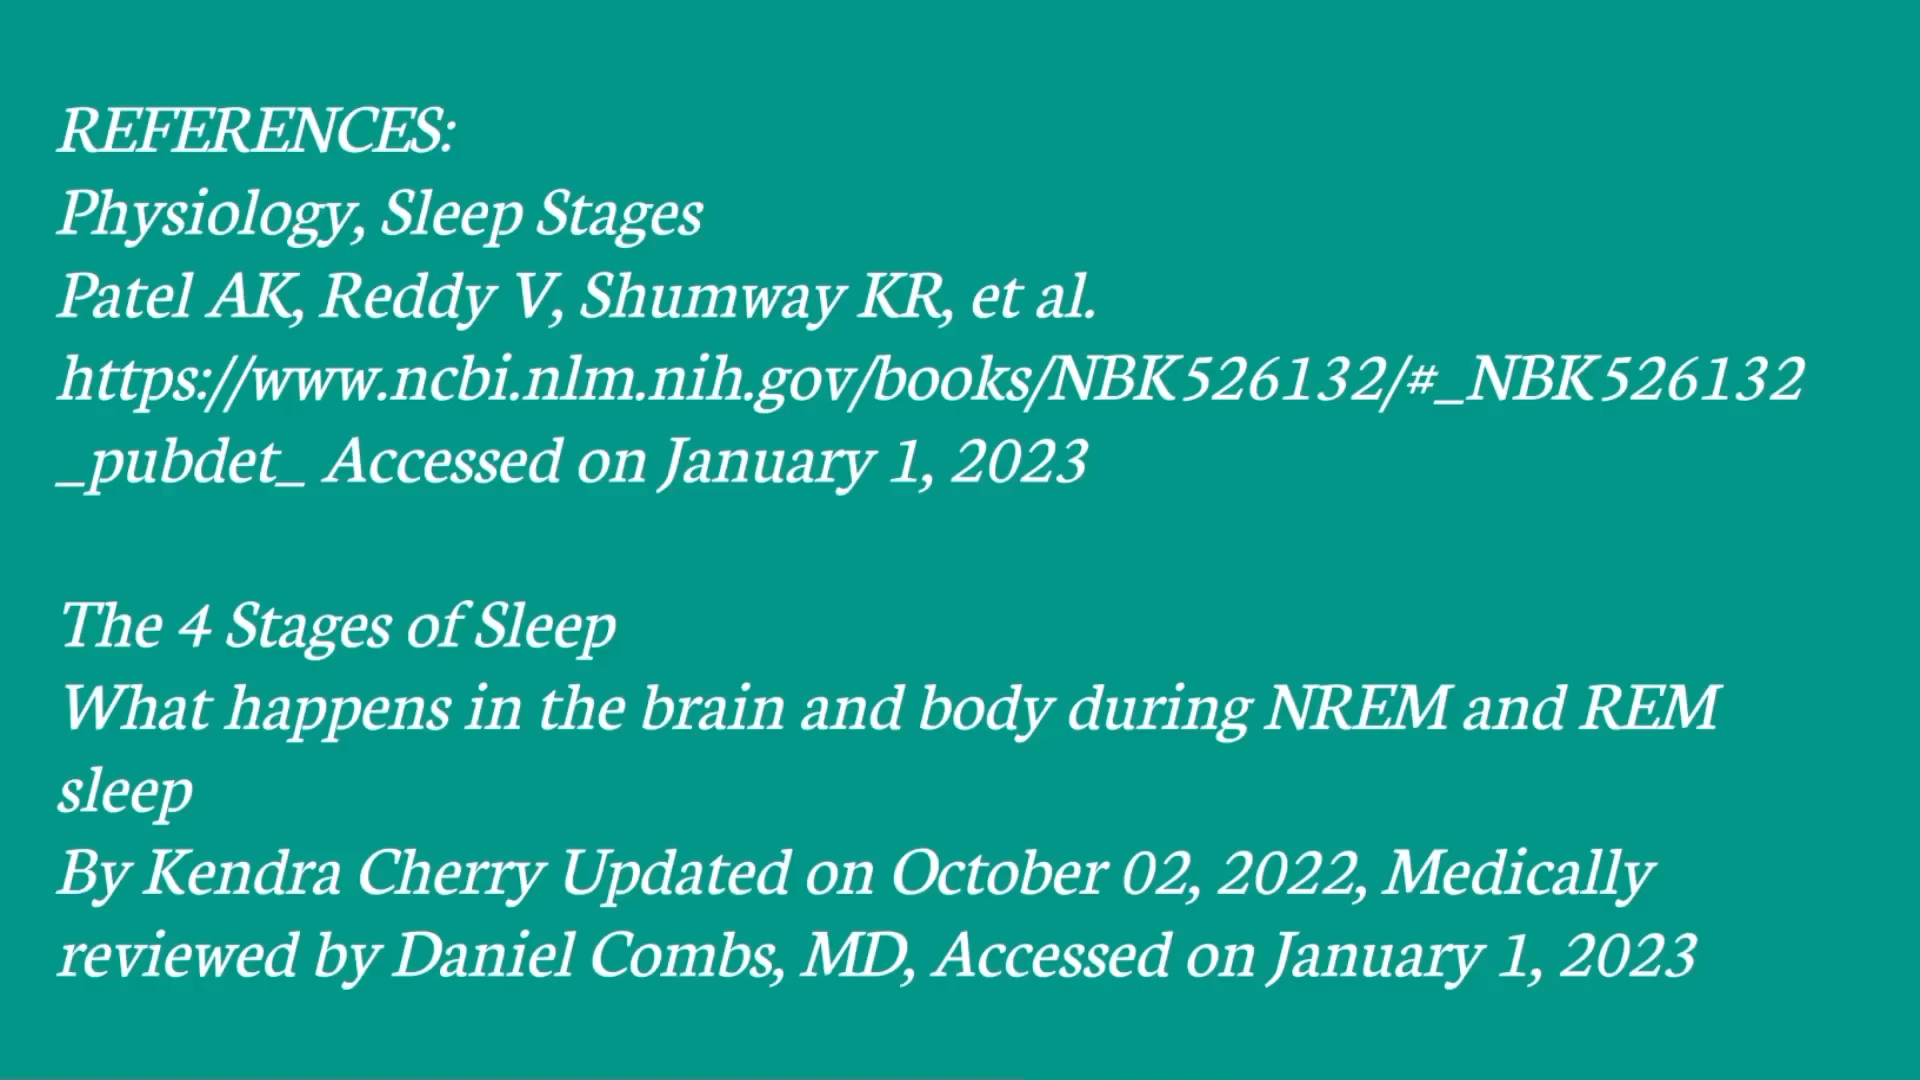 REFERENCES:
Physiology, Sleep Stages
Patel AK, Reddy V, Shumway KR, et al.
https://www.ncbi.nlm.nih.gov/books/NBK526132/#_NBK526132
_pubdet_ Accessed on January 1, 2023
The 4 Stages of Sleep
What happens in the brain and body during NREM and REM
sleep
By Kendra Cherry Updated on October 02, 2022, Medically
reviewed by Daniel Combs, MD, Accessed on January 1, 2023